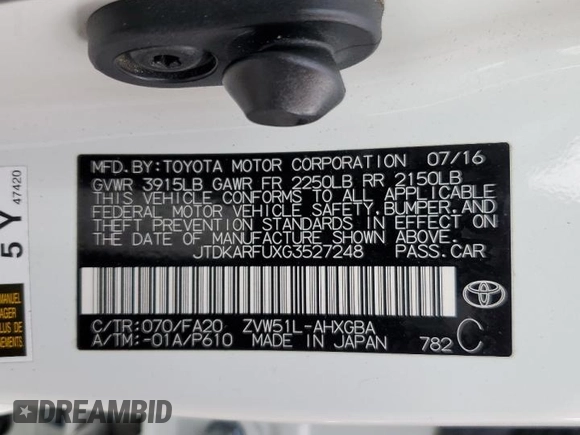 MFD.BY:TOYOTA MOTOR CORPORATION 07/16
GVWR 3915LB GAWR FR 2250LB RR 2150LB
THIS VEHICLE CONFORMS TO ALL APPLICABLE
FEDERAL MOTOR VEHICLE SAFETY,BUMPER,AND
THEFT PREVENTION STANDARDS IN EFFECT ON
THE DATE OF MANUFACTURE SHOWN ABOVE.
JTDKARFUXG3527248 PASS.CAR
C/TR:070/FA20 ZVW51L-AHXGBA
A/TM:-01A/P610 MADE IN JAPAN 782 C
TOYOTA
5 Y
47420
DREAMBID